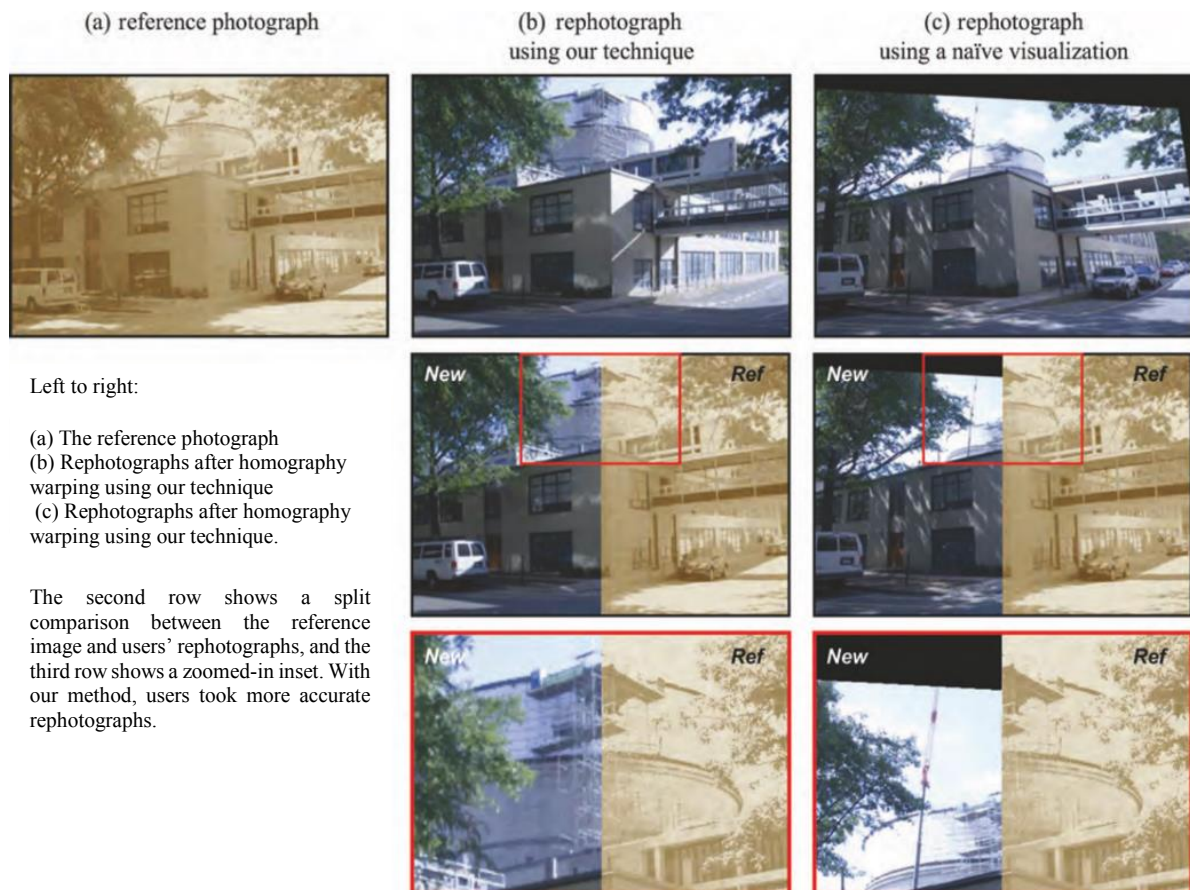 (a) reference photograph
(b) rephotograph
using our technique
(c) rephotograph
using a naïve visualization
New
Ref
New
Ref
Left to right:
(a) The reference photograph
(b) Rephotographs after homography
warping using our technique
(c) Rephotographs after homography
warping using our technique.
The second row shows a split
comparison between the reference
image and users’ rephotographs, and the
third row shows a zoomed-in inset. With
our method, users took more accurate
rephotographs.
New
Ref
New
Ref